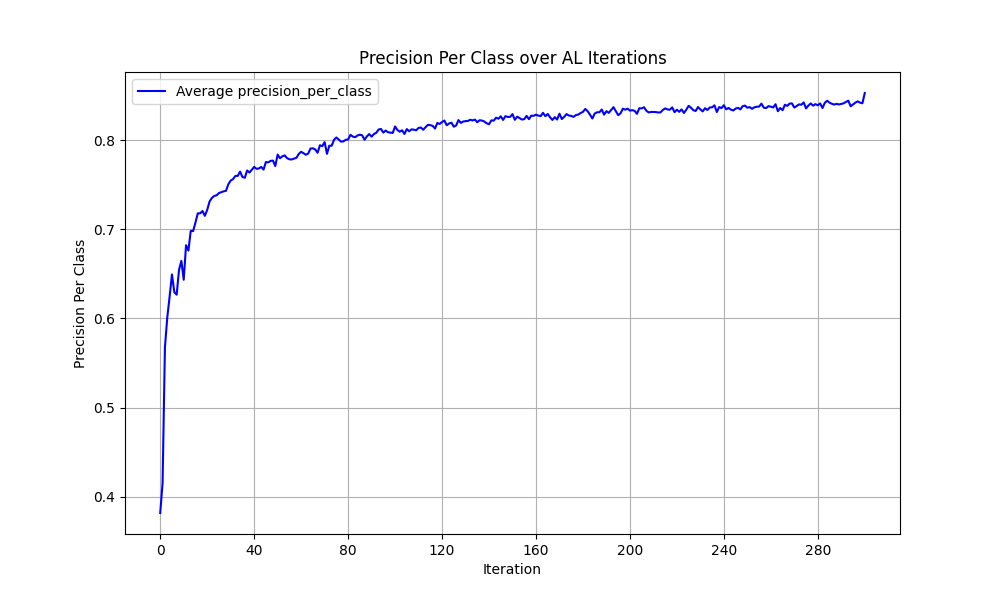 Precision Per Class over AL Iterations
Average precision_per_class
Precision Per Class
0.8
0.7
0.6
0.5
0.4
0 40 80 120 160 200 240 280
Iteration